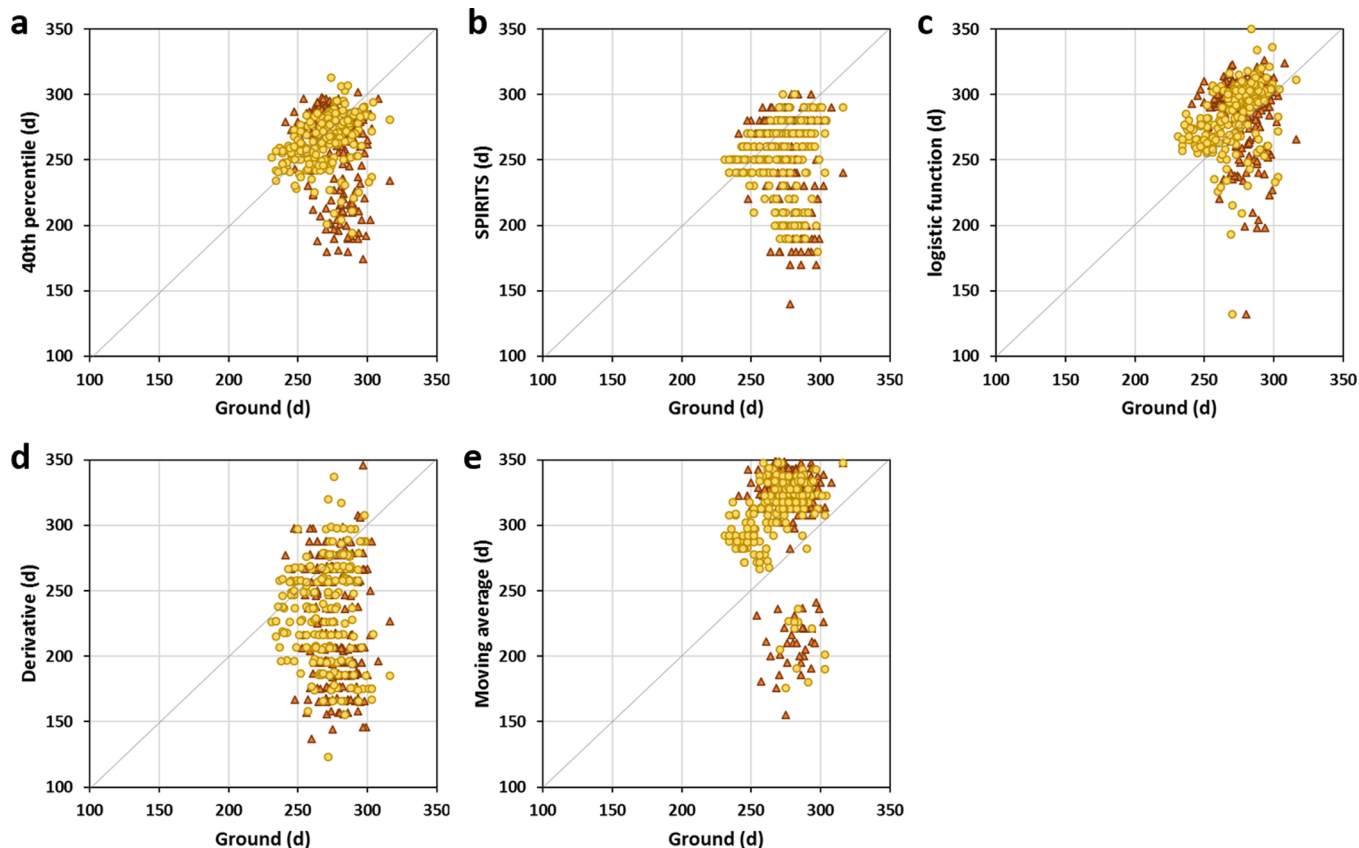 a
350
300
250
200
150
100
40th percentile (d)
100 150 200 250 300 350
Ground (d)
b
350
300
250
200
150
100
SPIRITS (d)
100 150 200 250 300 350
Ground (d)
c
350
300
250
200
150
100
logistic function (d)
100 150 200 250 300 350
Ground (d)
d
350
300
250
200
150
100
Derivative (d)
100 150 200 250 300 350
Ground (d)
e
350
300
250
200
150
100
Moving average (d)
100 150 200 250 300 350
Ground (d)